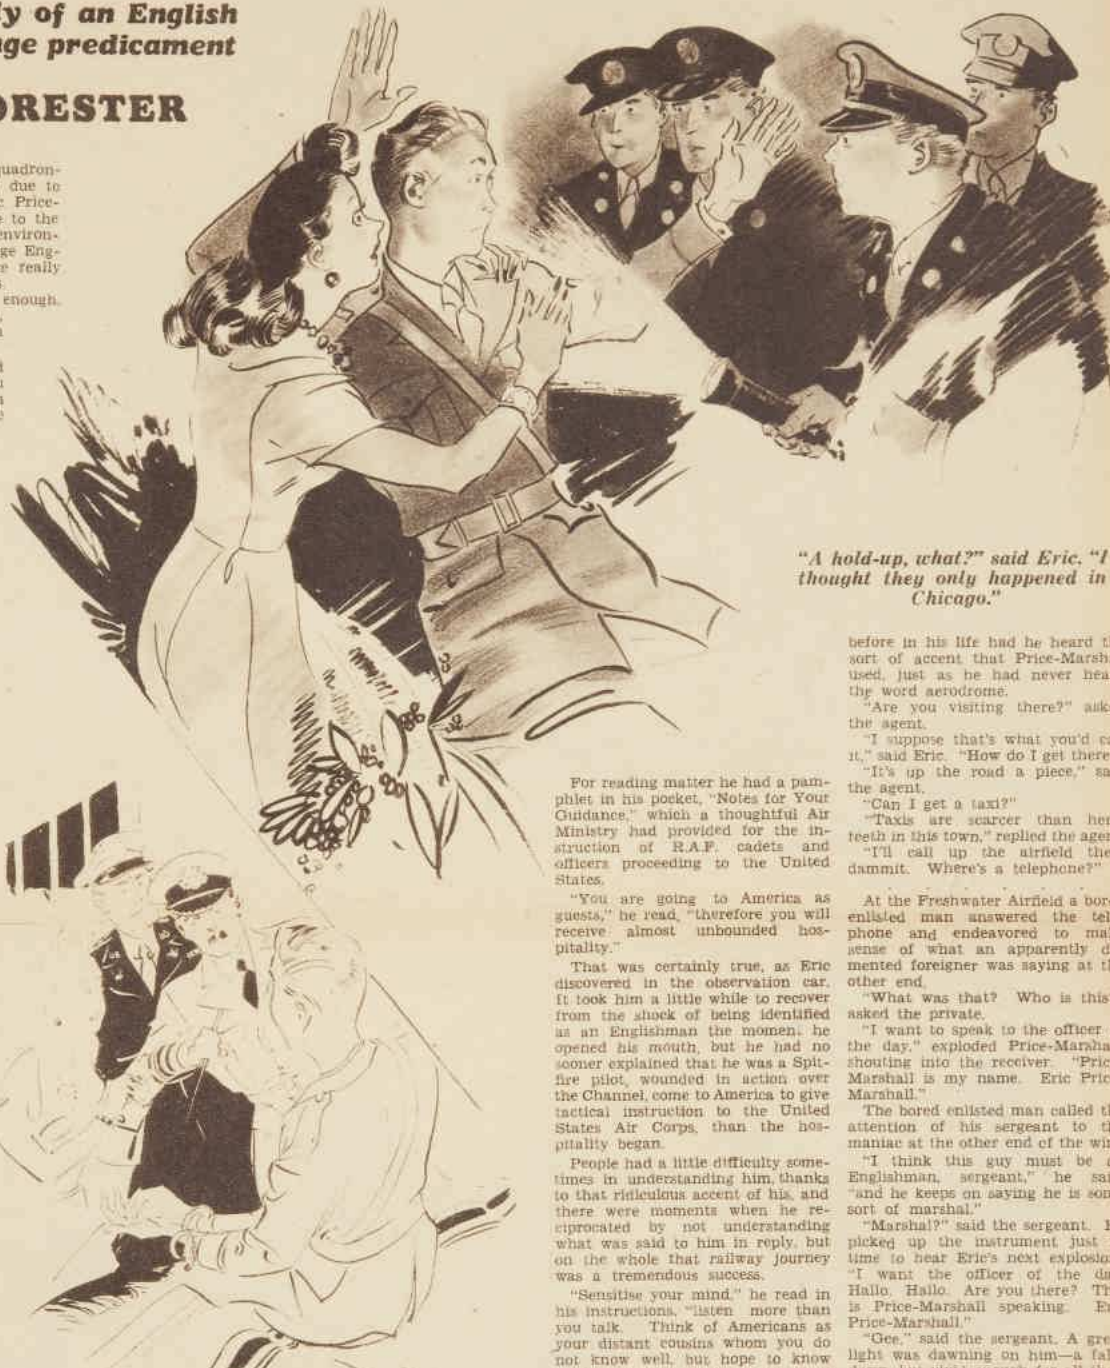 ly of an English
age predicament
ORESTER
uadron-
due to
c Price-
e to the
environ-
ge Eng-
e really
enough.
"A hold-up, what?" said Eric. "I
thought they only happened in
Chicago."
For reading matter he had a pam-
phlet in his pocket, "Notes for Your
Guidance," which a thoughtful Air
Ministry had provided for the in-
struction of R.A.F. cadets and
officers proceeding to the United
States.
"You are going to America as
guests," he read, "therefore you will
receive almost unbounded hos-
pitality."
That was certainly true, as Eric
discovered in the observation car.
It took him a little while to recover
from the shock of being identified
as an Englishman the momen. he
opened his mouth, but he had no
sooner explained that he was a Spit-
fire pilot, wounded in action over
the Channel, come to America to give
tactical instruction to the United
States Air Corps, than the hos-
pitality began.
People had a little difficulty some-
times in understanding him, thanks
to that ridiculous accent of his, and
there were moments when he re-
ciprocated by not understanding
what was said to him in reply, but
on the whole that railway journey
was a tremendous success.
"Sensitise your mind," he read in
his instructions, "listen more than
you talk. Think of Americans as
your distant cousins whom you do
not know well, but hope to know
before in his life had he heard t
sort of accent that Price-Marsh
used, just as he had never hea
the word aerodrome.
"Are you visiting there?" ask
the agent.
"I suppose that's what you'd c
it," said Eric. "How do I get there
"It's up the road a piece," sa
the agent.
"Can I get a taxi?"
"Taxis are scarcer than hen
teeth in this town," replied the age
"I'll call up the airfield the
dammit. Where's a telephone?"
At the Freshwater Airfield a bor
enlisted man answered the tel
phone and endeavored to ma
sense of what an apparently d
mented foreigner was saying at t
other end.
"What was that? Who is this
asked the private.
"I want to speak to the officer
the day," exploded Price-Marsha
shouting into the receiver. "Pric
Marshall is my name. Eric Pric
Marshall."
The bored enlisted man called t
attention of his sergeant to t
maniac at the other end of the wi
"I think this guy must be a
Englishman, sergeant," he sai
"and he keeps on saying he is som
sort of marshal."
"Marshal?" said the sergeant. H
picked up the instrument just
time to hear Eric's next explosio
"I want the officer of the da
Hallo. Hallo. Are you there? Th
is Price-Marshall speaking. E
Price-Marshall."
"Gee," said the sergeant. A gre
light was dawning on him—a fal